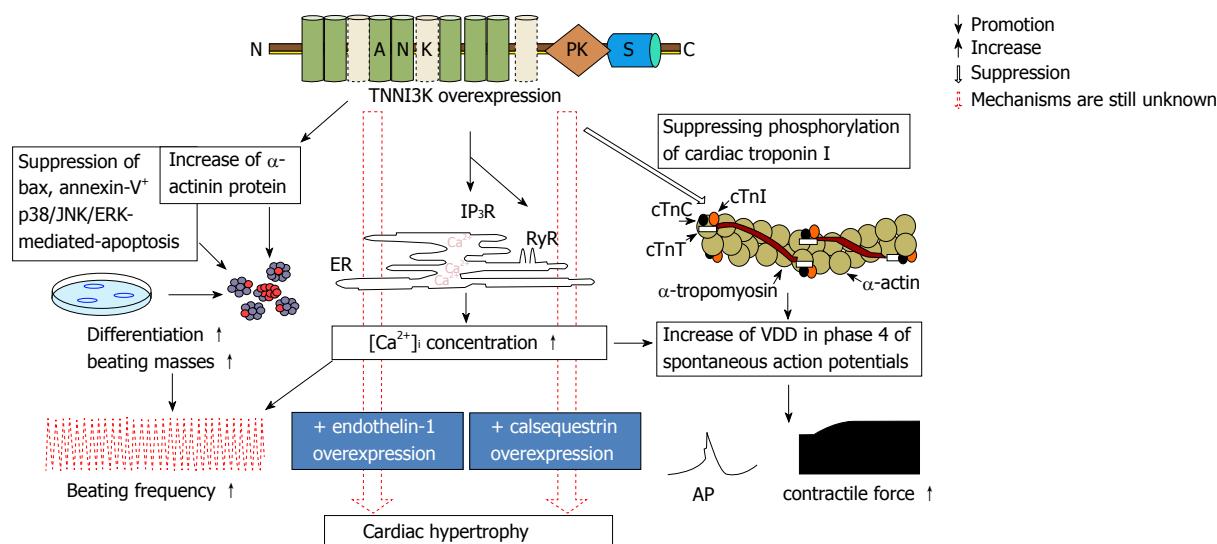 N
A N K
PK
S
C
TNNI3K overexpression
Promotion
Increase
Suppression
Mechanisms are still unknown
Suppression of
bax, annexin-V⁺
p38/JNK/ERK-
mediated-apoptosis
Increase of α-
actinin protein
Suppressing phosphorylation
of cardiac troponin I
IP₃R
RyR
ER
Ca²⁺
Ca²⁺
Ca²⁺
cTnC
cTnI
cTnT
α-tropomyosin
α-actin
Differentiation ↑
beating masses ↑
[Ca²⁺]ᵢ concentration ↑
Increase of VDD in phase 4 of
spontaneous action potentials
+ endothelin-1
overexpression
+ calsequestrin
overexpression
Beating frequency ↑
AP
contractile force ↑
Cardiac hypertrophy